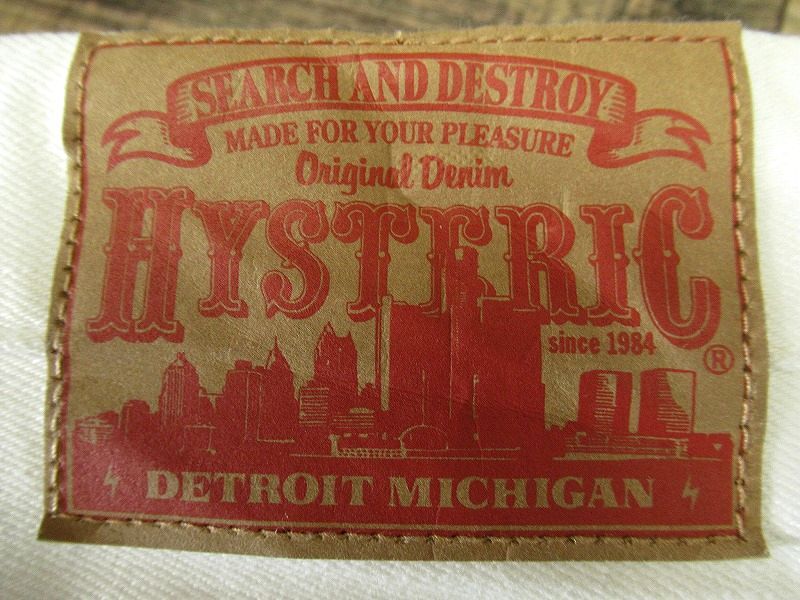 SEARCH AND DESTROY
MADE FOR YOUR PLEASURE
Original Denim
HYSTERIC
since 1984
®
DETROIT MICHIGAN